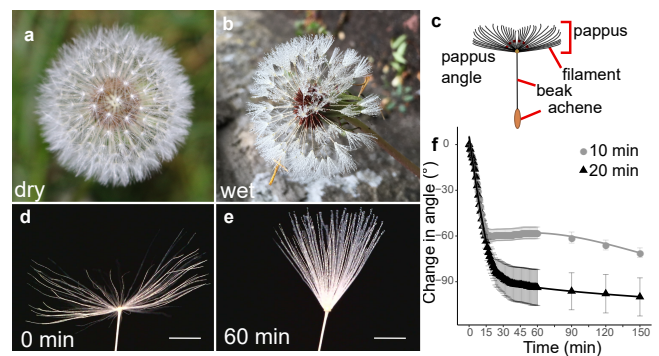 a
dry
b
wet
c
pappus
pappus
angle
filament
beak
achene
d
0 min
e
60 min
f
10 min
20 min
Change in angle (°)
0
−30
−60
−90
0 15 30 45 60 90 120 150
Time (min)